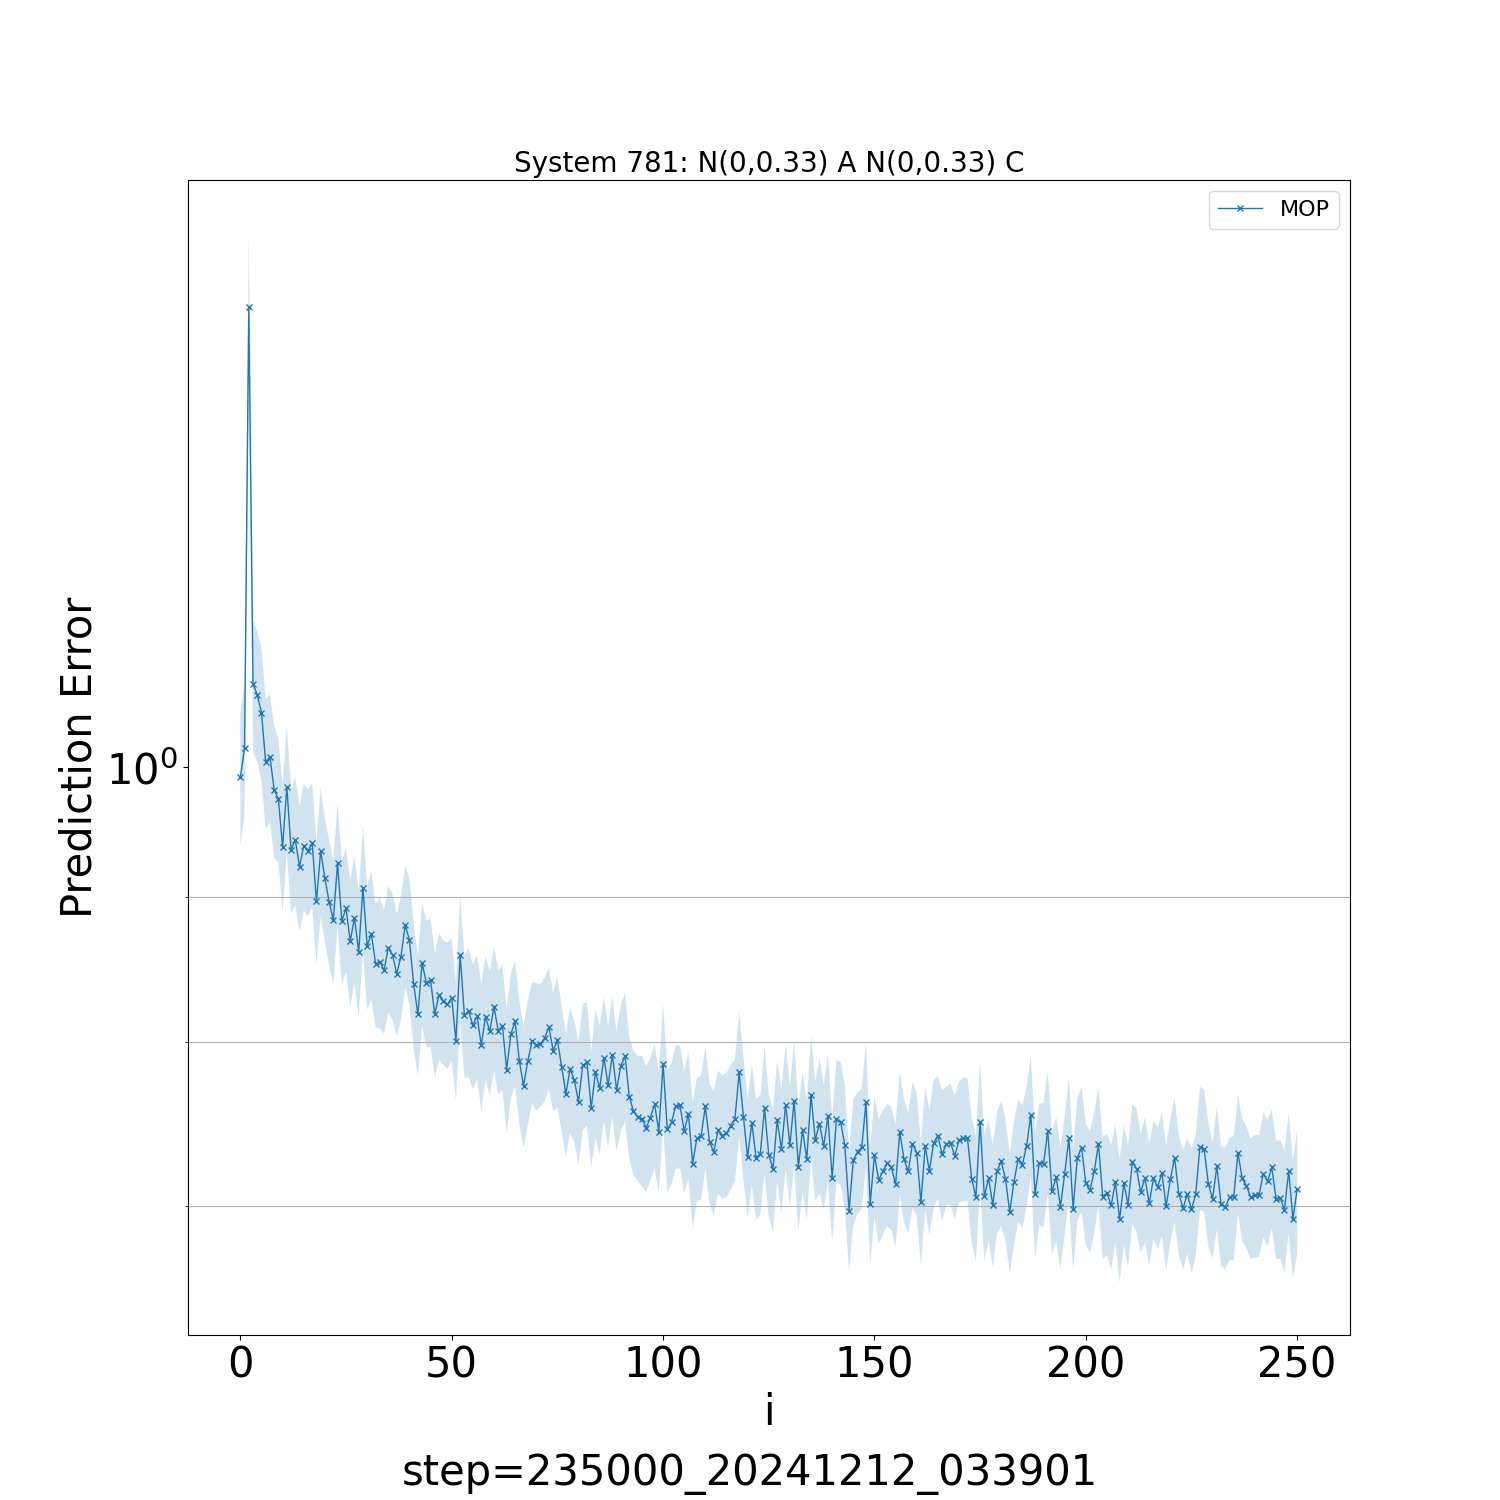 System 781: N(0,0.33) A N(0,0.33) C
MOP
Prediction Error
10⁰
0 50 100 150 200 250
i
step=235000_20241212_033901